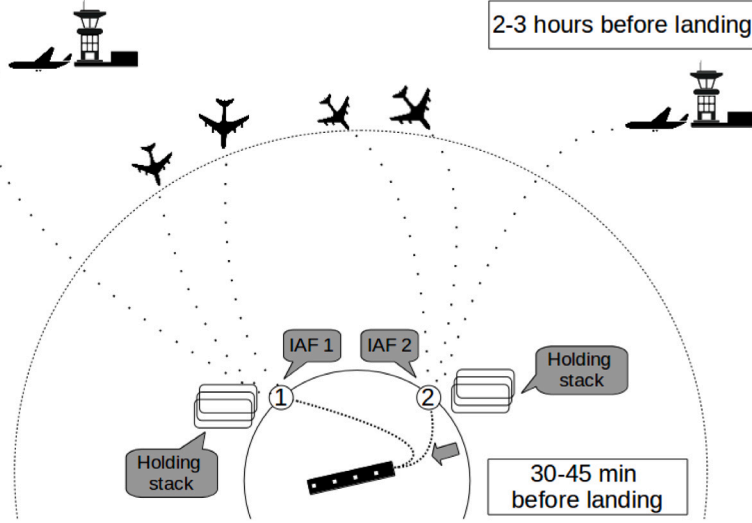 2-3 hours before landing
IAF 1
IAF 2
Holding
stack
1
2
Holding
stack
30-45 min
before landing